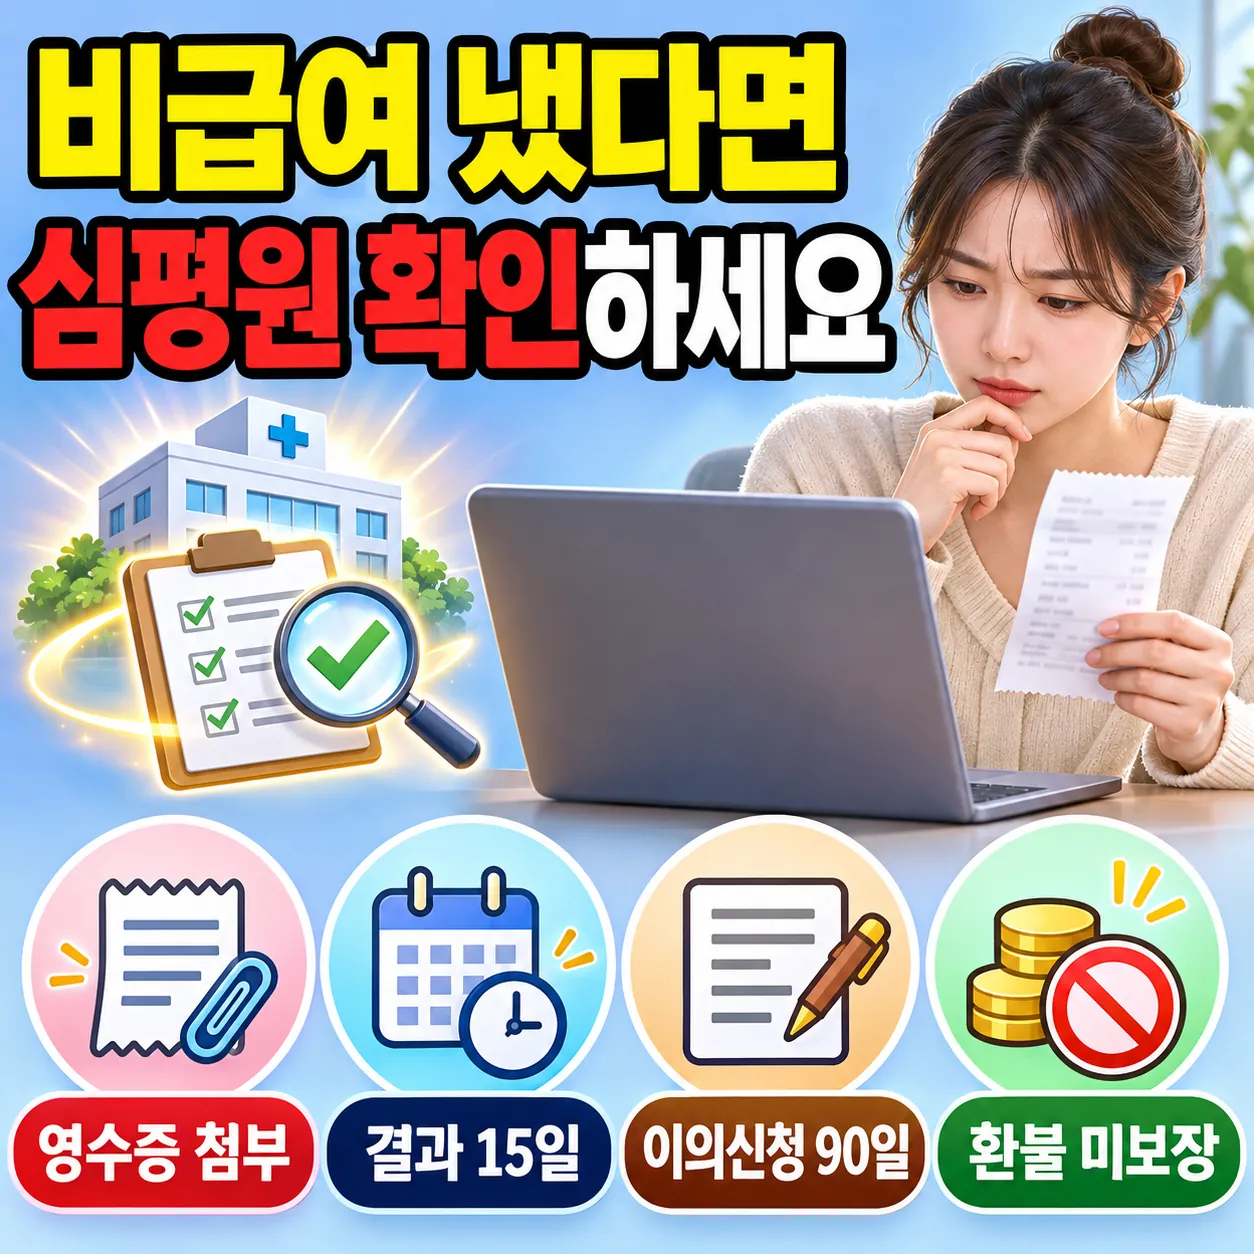 비급여 냈다면
심평원 확인하세요
영수증 첨부
결과 15일
이의신청 90일
환불 미보장